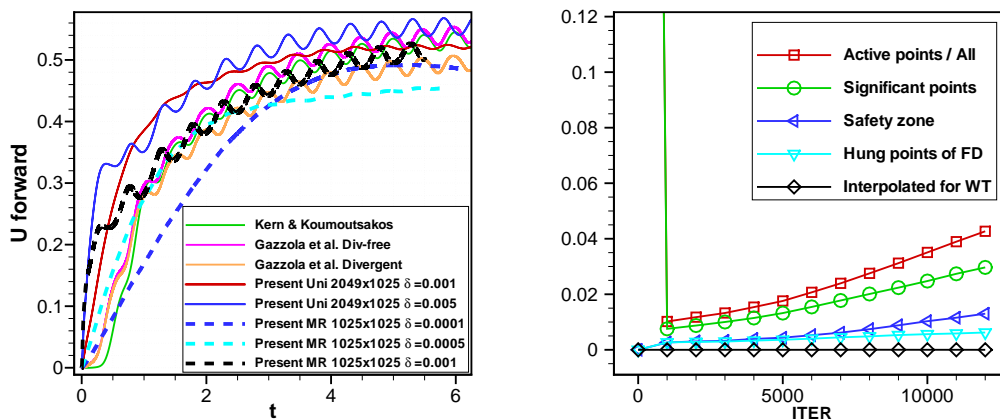 U forward
0.5
0.4
0.3
0.2
0.1
0
0
2
4
6
t
Kern & Koumoutsakos
Gazzola et al. Div-free
Gazzola et al. Divergent
Present Uni 2049x1025 δ=0.001
Present Uni 2049x1025 δ=0.005
Present MR 1025x1025 δ=0.0001
Present MR 1025x1025 δ=0.0005
Present MR 1025x1025 δ=0.001
0.12
0.1
0.08
0.06
0.04
0.02
0
0
5000
10000
ITER
Active points / All
Significant points
Safety zone
Hung points of FD
Interpolated for WT